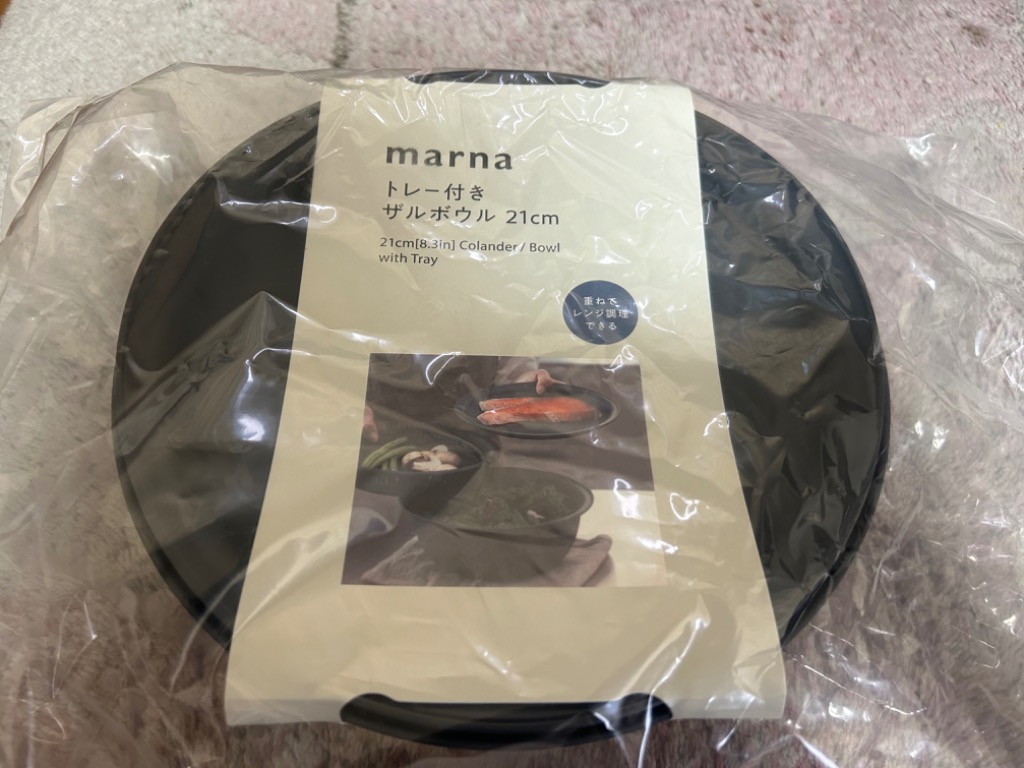 marna
トレー付き
ザルボウル 21cm
21cm[8.3in] Colander / Bowl
with Tray
重ねて
レンジ調理
できる